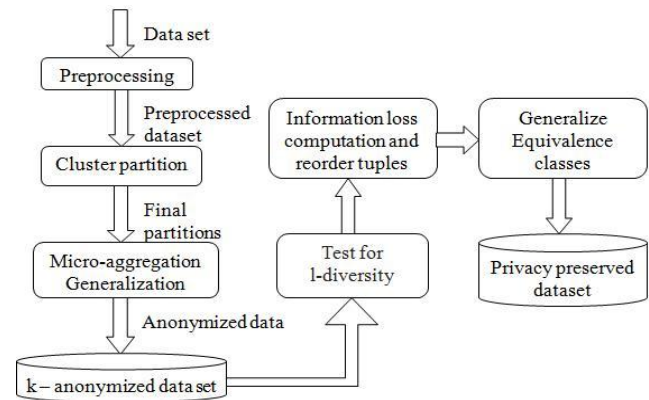 Data set
Preprocessing
Preprocessed
dataset
Cluster partition
Final
partitions
Micro-aggregation
Generalization
Anonymized data
k – anonymized data set
Test for
l-diversity
Information loss
computation and
reorder tuples
Generalize
Equivalence
classes
Privacy preserved
dataset